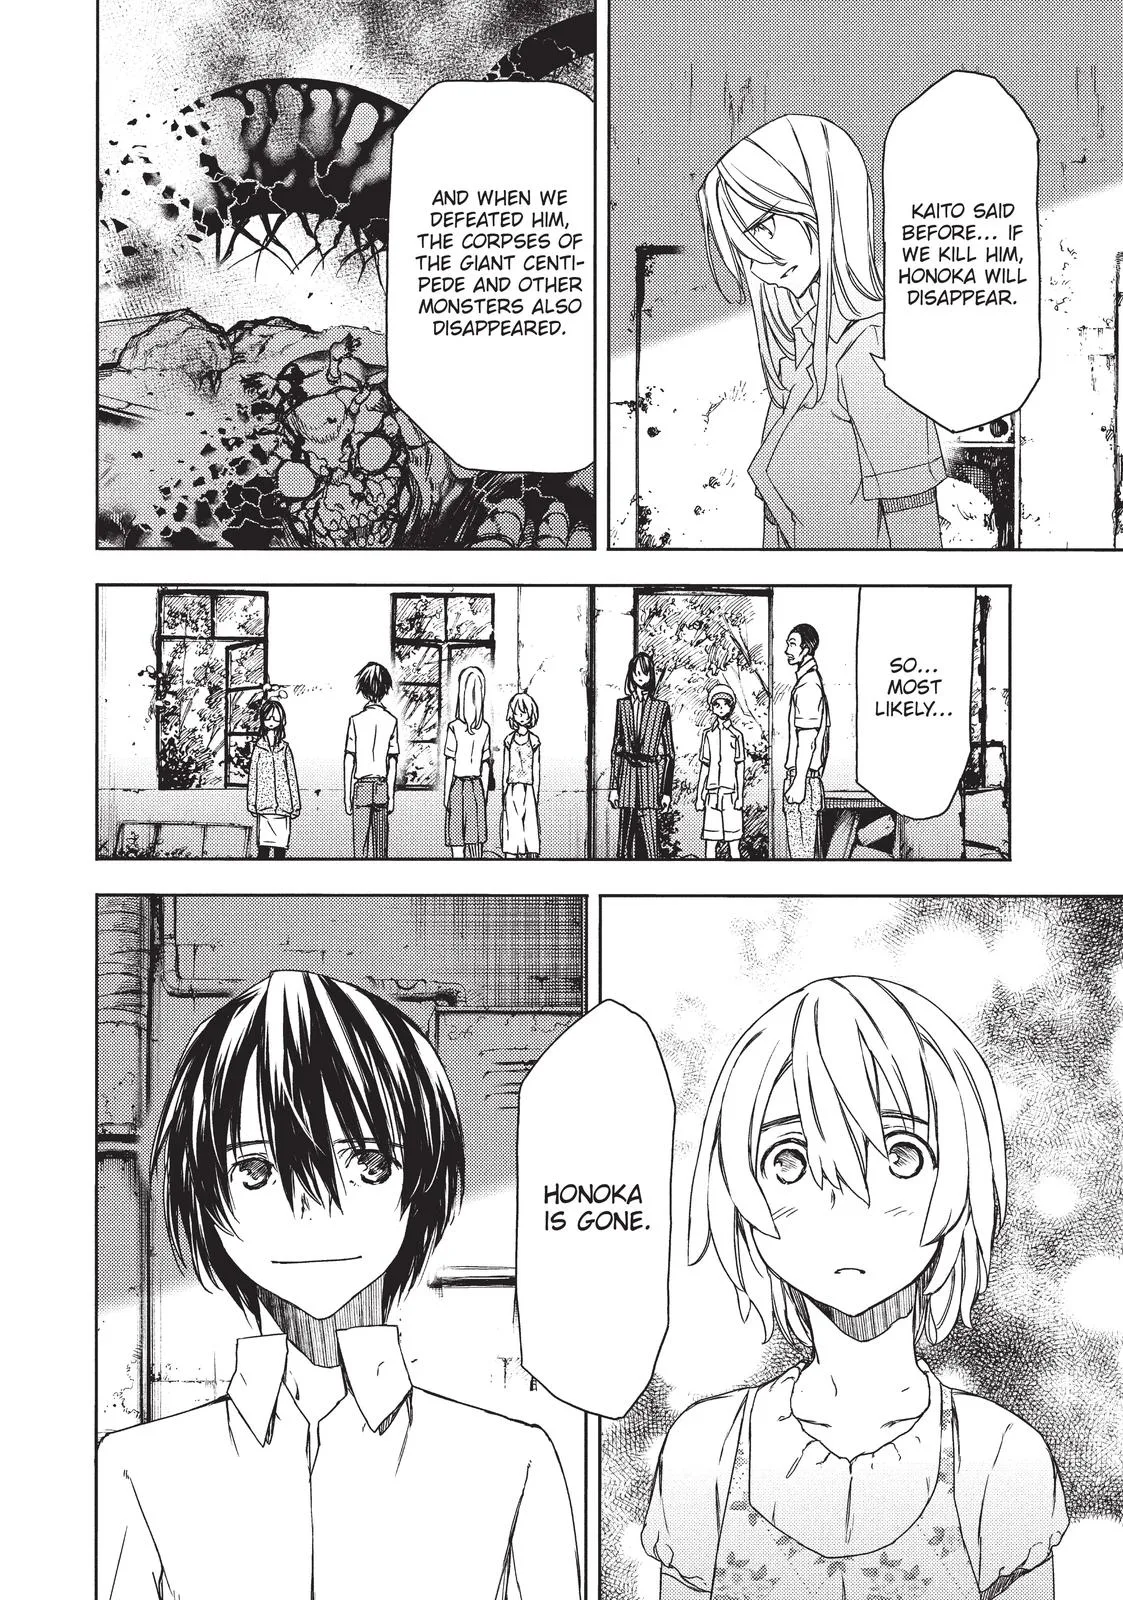 KAITO SAID
BEFORE... IF
WE KILL HIM,
HONOKA WILL
DISAPPEAR.
AND WHEN WE
DEFEATED HIM,
THE CORPSES OF
THE GIANT CENTI-
PEDE AND OTHER
MONSTERS ALSO
DISAPPEARED.
SO...
MOST
LIKELY...
HONOKA
IS GONE.